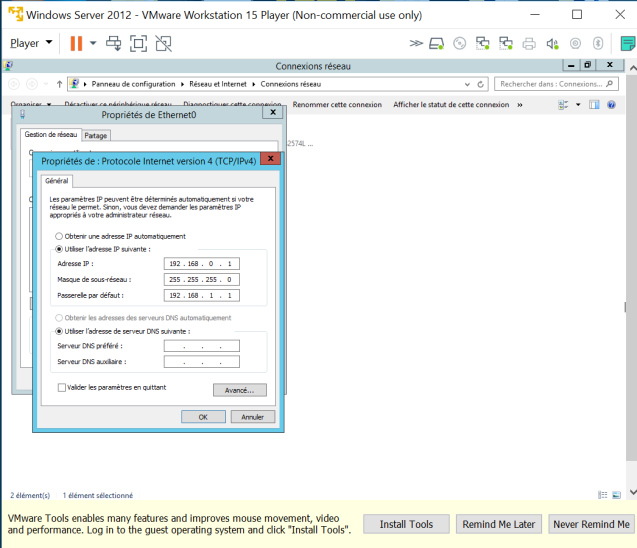 Windows Server 2012 - VMware Workstation 15 Player (Non-commercial use only)
Player
Connexions réseau
Panneau de configuration Réseau et Internet Connexions réseau
Rechercher dans : Connexions...
Organiser Désactiver ce périphérique réseau Diagnostiquer cette connexion Renommer cette connexion Afficher le statut de cette connexion »
Propriétés de Ethernet0
Gestion de réseau Partage
2574L ...
Propriétés de : Protocole Internet version 4 (TCP/IPv4)
Général
Les paramètres IP peuvent être déterminés automatiquement si votre
réseau le permet. Sinon, vous devez demander les paramètres IP
appropriés à votre administrateur réseau.
Obtenir une adresse IP automatiquement
Utiliser l'adresse IP suivante :
Adresse IP : 192 . 168 . 0 . 1
Masque de sous-réseau : 255 . 255 . 255 . 0
Passerelle par défaut : 192 . 168 . 1 . 1
Obtenir les adresses des serveurs DNS automatiquement
Utiliser l'adresse de serveur DNS suivante :
Serveur DNS préféré : . . .
Serveur DNS auxiliaire : . . .
Valider les paramètres en quittant
Avancé...
OK Annuler
2 élément(s) 1 élément sélectionné
VMware Tools enables many features and improves mouse movement, video
and performance. Log in to the guest operating system and click "Install Tools".
Install Tools Remind Me Later Never Remind Me